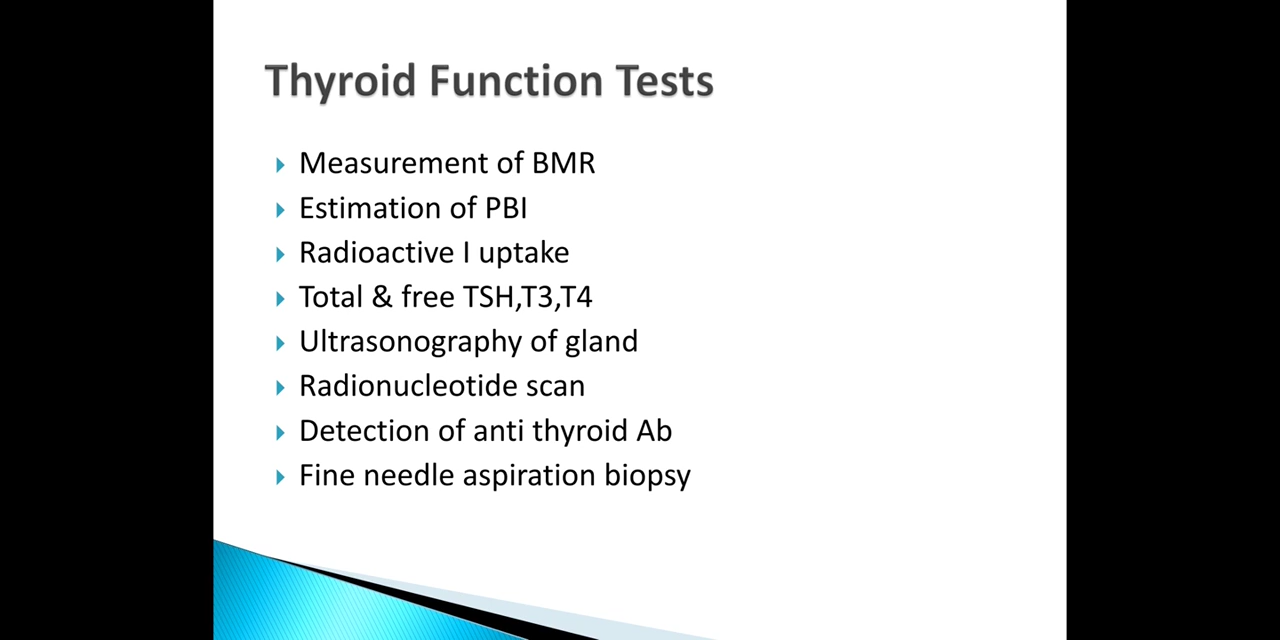 Thyroid Function Tests
Measurement of BMR
Estimation of PBI
Radioactive I uptake
Total & free TSH,T3,T4
Ultrasonography of gland
Radionucleotide scan
Detection of anti thyroid Ab
Fine needle aspiration biopsy